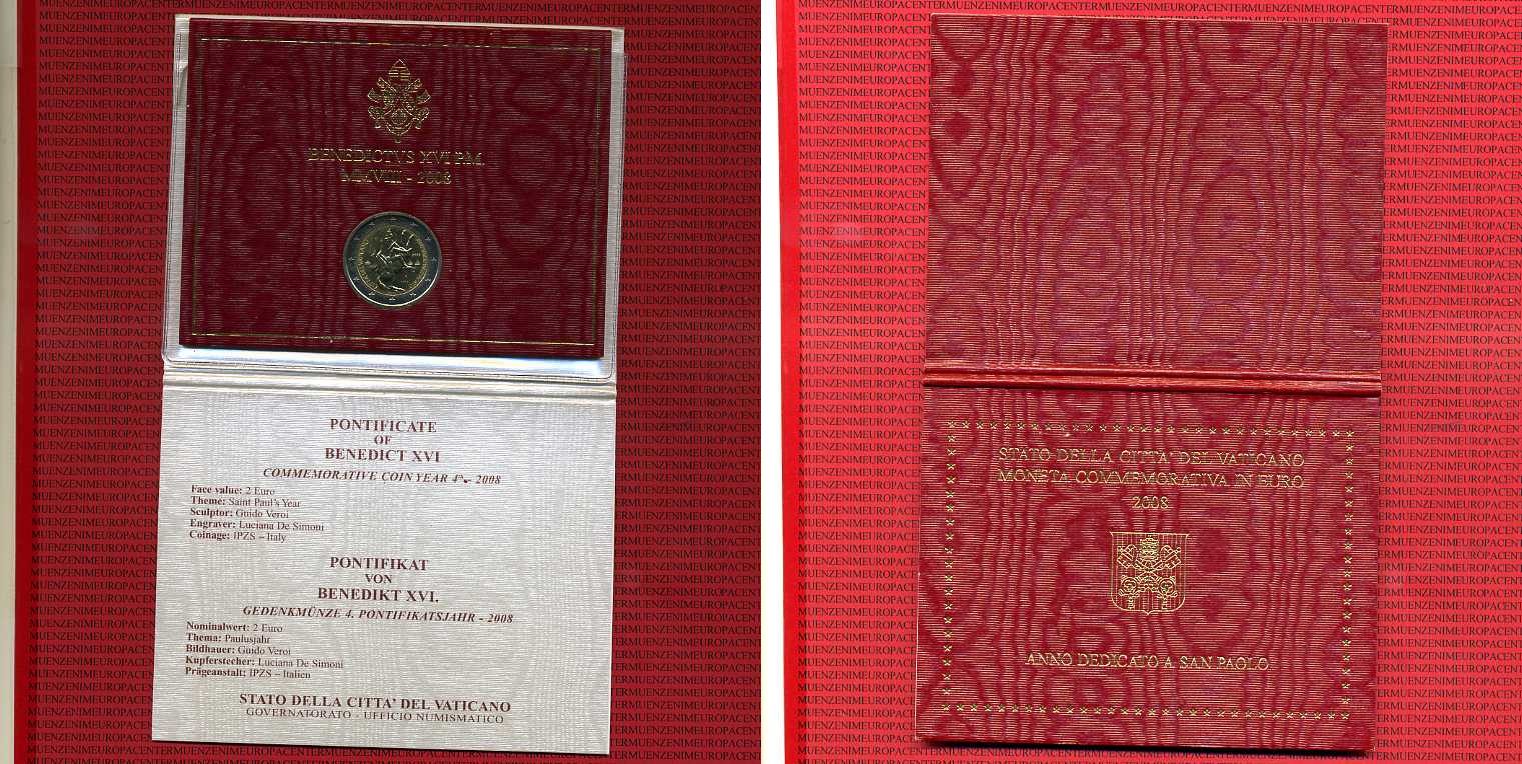 BENEDICTVS XVI P.M.
MMVIII - 2008
PONTIFICATE
OF
BENEDICT XVI
COMMEMORATIVE COIN YEAR 4th - 2008
Face value: 2 Euro
Theme: Saint Paul's Year
Sculptor: Guido Veroi
Engraver: Luciana De Simoni
Coinage: IPZS – Italy
PONTIFIKAT
VON
BENEDIKT XVI.
GEDENKMÜNZE 4. PONTIFIKATSJAHR - 2008
Nominalwert: 2 Euro
Thema: Paulusjahr
Bildhauer: Guido Veroi
Kupferstecher: Luciana De Simoni
Prägeanstalt: IPZS – Italien
STATO DELLA CITTA' DEL VATICANO
GOVERNATORATO - UFFICIO NUMISMATICO
STATO DELLA CITTA' DEL VATICANO
MONETA COMMEMORATIVA IN EURO
2008
ANNO DEDICATO A SAN PAOLO
MUENZENIMEUROPACENTERMUENZENIMEUROPACENTERMUENZENIMEUROPACENTER